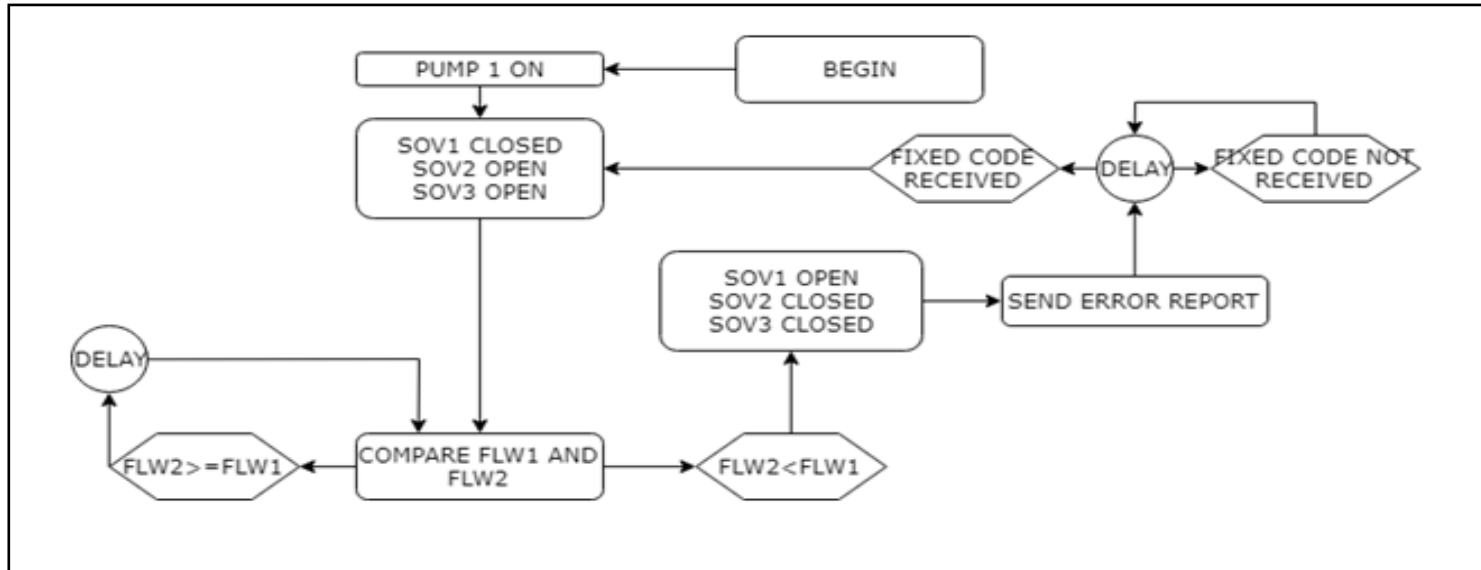 PUMP 1 ON
BEGIN
SOV1 CLOSED
SOV2 OPEN
SOV3 OPEN
FIXED CODE
RECEIVED
DELAY
FIXED CODE NOT
RECEIVED
SOV1 OPEN
SOV2 CLOSED
SOV3 CLOSED
SEND ERROR REPORT
DELAY
FLW2>=FLW1
COMPARE FLW1 AND
FLW2
FLW2<FLW1